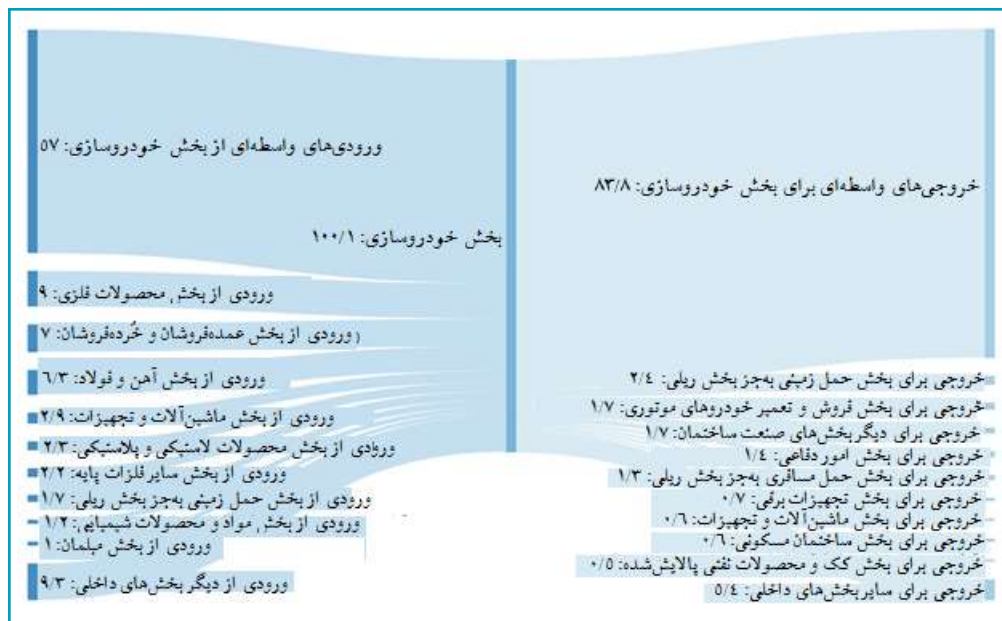 ورودی‌های واسطه‌ای از بخش خودروسازی: ۵۷
بخش خودروسازی: ۱۰۰/۱
ورودی از بخش محصولات فلزی: ۹
ورودی از بخش عمده‌فروشان و خُرده‌فروشان: ۷
ورودی از بخش آهن و فولاد: ۶/۳
ورودی از بخش ماشین‌آلات و تجهیزات: ۲/۹
ورودی از بخش محصولات لاستیکی و پلاستیکی: ۲/۳
ورودی از بخش سایر فلزات پایه: ۲/۲
ورودی از بخش حمل زمینی به‌جز بخش ریلی: ۱/۷
ورودی از بخش مواد و محصولات شیمیایی: ۱/۲
ورودی از بخش مبلمان: ۱
ورودی از دیگر بخش‌های داخلی: ۹/۳
خروجی‌های واسطه‌ای برای بخش خودروسازی: ۸۳/۸
خروجی برای بخش حمل زمینی به‌جز بخش ریلی: ۲/۴
خروجی برای بخش فروش و تعمیر خودروهای موتوری: ۱/۷
خروجی برای دیگر بخش‌های صنعت ساختمان: ۱/۷
خروجی برای بخش امور دفاعی: ۱/۴
خروجی برای بخش حمل مسافری به‌جز بخش ریلی: ۱/۳
خروجی برای بخش تجهیزات برقی: ۰/۷
خروجی برای بخش ماشین‌آلات و تجهیزات: ۰/۶
خروجی برای بخش ساختمان مسکونی: ۰/۶
خروجی برای بخش کک و محصولات نفتی پالایش‌شده: ۰/۵
خروجی برای سایر بخش‌های داخلی: ۵/۴